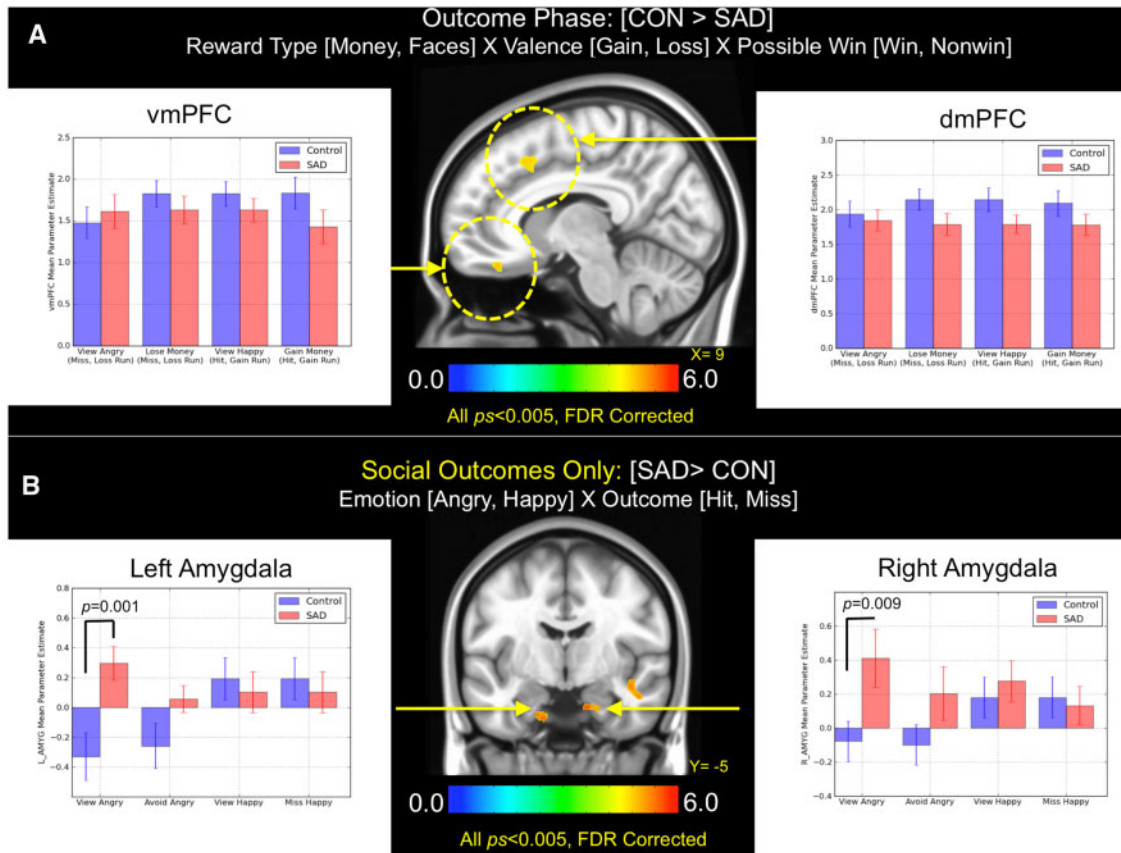 A
Outcome Phase: [CON > SAD]
Reward Type [Money, Faces] X Valence [Gain, Loss] X Possible Win [Win, Nonwin]
vmPFC
2.5
2.0
1.5
1.0
0.5
0.0
vmPFC Mean Parameter Estimate
Control
SAD
View Angry
(Miss, Loss Run)
Lose Money
(Miss, Loss Run)
View Happy
(Hit, Gain Run)
Gain Money
(Hit, Gain Run)
X= 9
0.0
6.0
All ps<0.005, FDR Corrected
dmPFC
3.0
2.5
2.0
1.5
1.0
0.5
0.0
dmPFC Mean Parameter Estimate
Control
SAD
View Angry
(Miss, Loss Run)
Lose Money
(Miss, Loss Run)
View Happy
(Hit, Gain Run)
Gain Money
(Hit, Gain Run)
B
Social Outcomes Only: [SAD> CON]
Emotion [Angry, Happy] X Outcome [Hit, Miss]
Left Amygdala
p=0.001
0.8
0.6
0.4
0.2
0.0
-0.2
-0.4
L_AMYG Mean Parameter Estimate
Control
SAD
View Angry
Avoid Angry
View Happy
Miss Happy
Y= -5
0.0
6.0
All ps<0.005, FDR Corrected
Right Amygdala
p=0.009
0.6
0.4
0.2
0.0
-0.2
-0.4
R_AMYG Mean Parameter Estimate
Control
SAD
View Angry
Avoid Angry
View Happy
Miss Happy